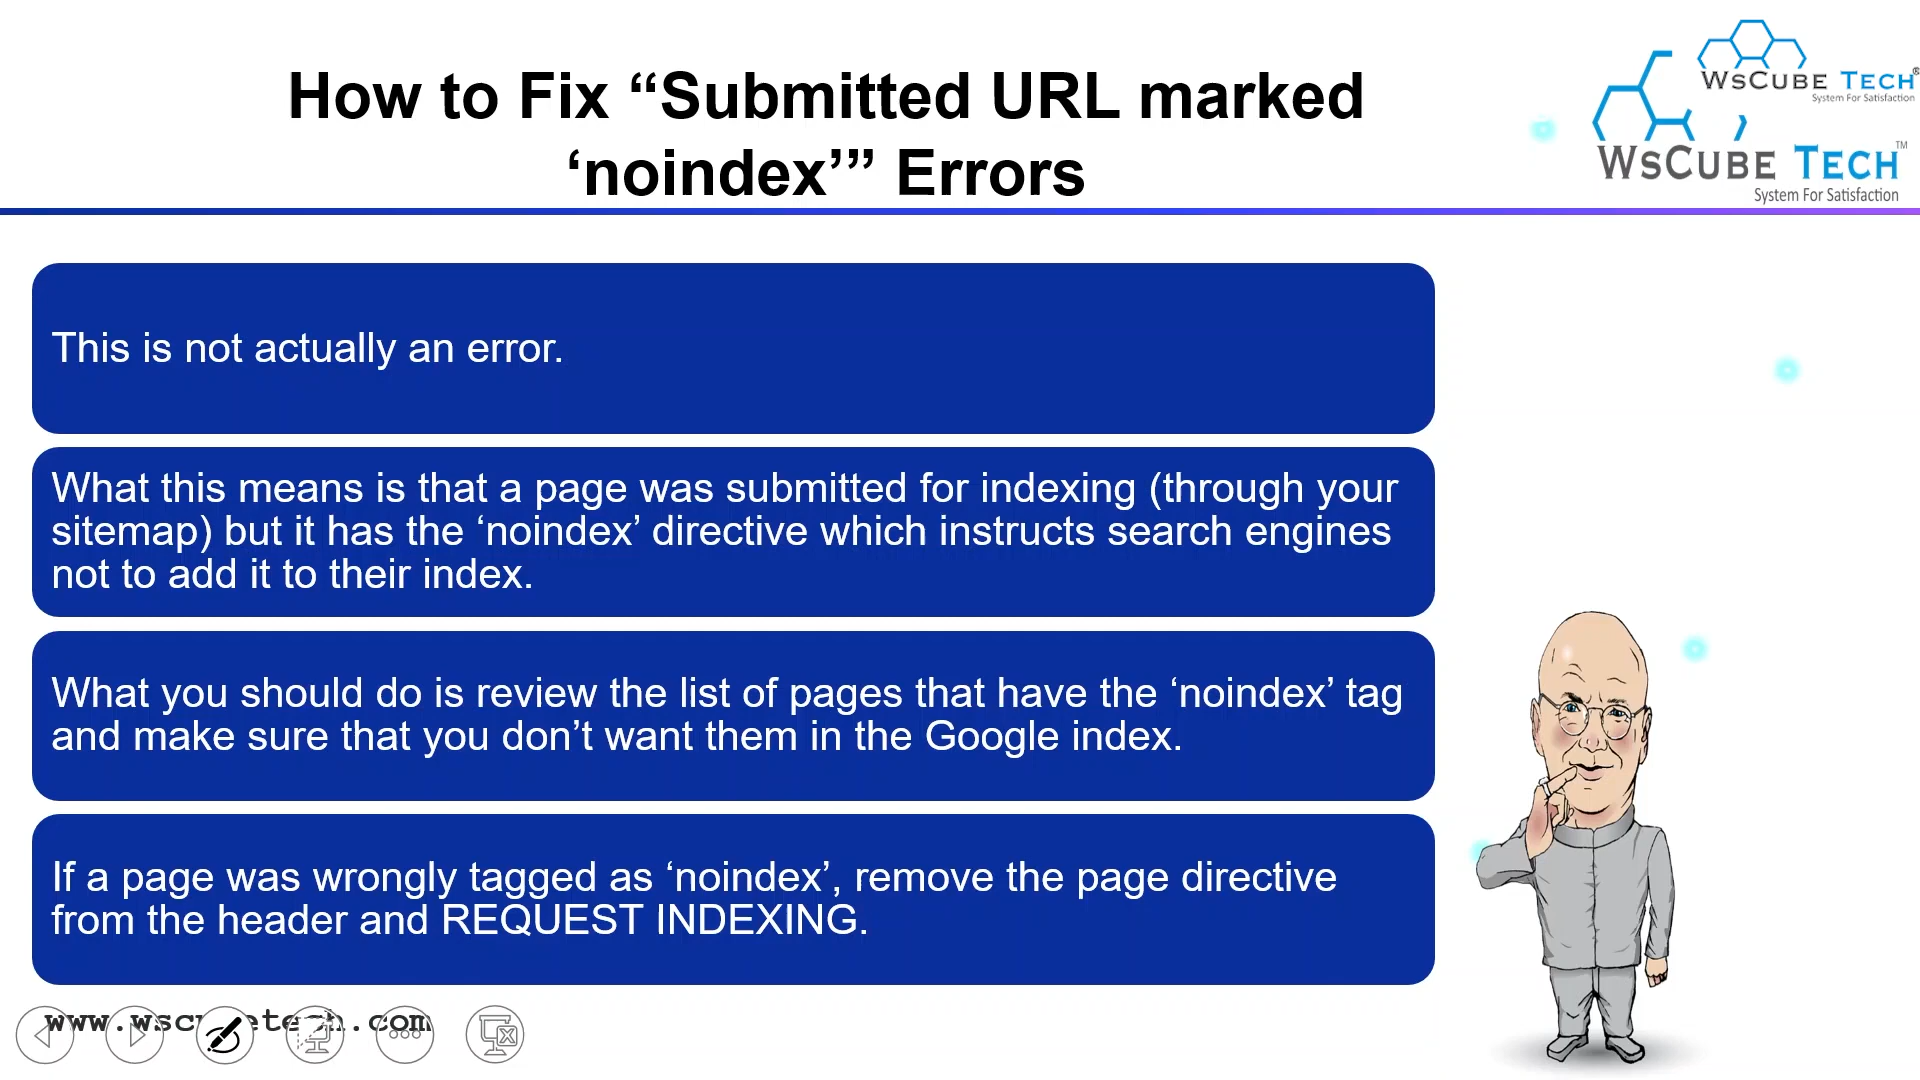 How to Fix “Submitted URL marked
‘noindex’” Errors
WSCUBE TECH®
System For Satisfaction
WSCUBE TECH™
System For Satisfaction
This is not actually an error.
What this means is that a page was submitted for indexing (through your
sitemap) but it has the ‘noindex’ directive which instructs search engines
not to add it to their index.
What you should do is review the list of pages that have the ‘noindex’ tag
and make sure that you don’t want them in the Google index.
If a page was wrongly tagged as ‘noindex’, remove the page directive
from the header and REQUEST INDEXING.
www.wscubetech.com